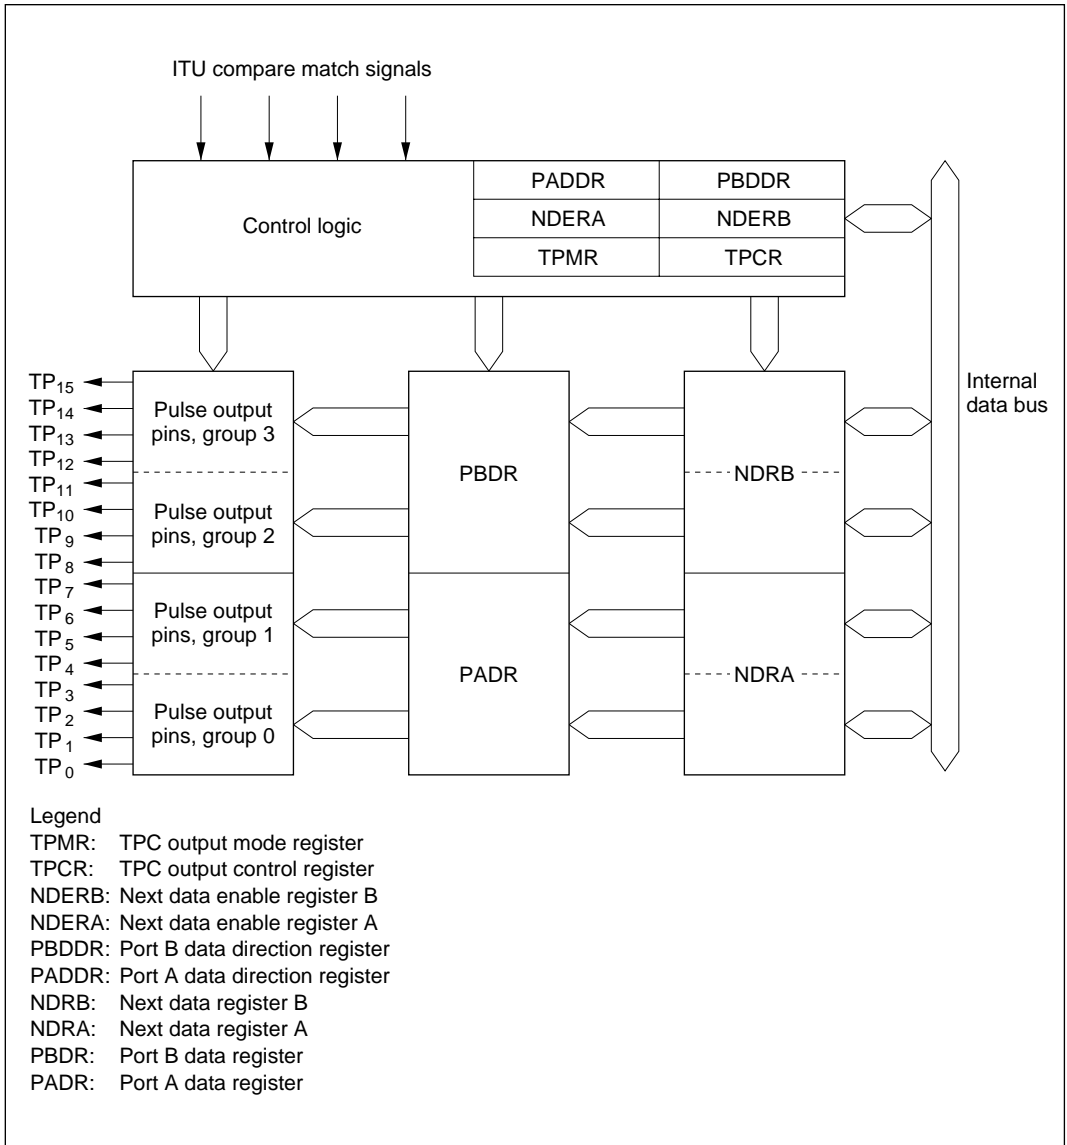 ITU compare match signals
PADDR PBDDR
Control logic NDERA NDERB
TPMR TPCR
Internal
data bus
TP15
TP14
TP13
TP12
TP11
TP10
TP9
TP8
TP7
TP6
TP5
TP4
TP3
TP2
TP1
TP0
Pulse output
pins, group 3
Pulse output
pins, group 2
Pulse output
pins, group 1
Pulse output
pins, group 0
PBDR
PADR
NDRB
NDRA
Legend
TPMR: TPC output mode register
TPCR: TPC output control register
NDERB: Next data enable register B
NDERA: Next data enable register A
PBDDR: Port B data direction register
PADDR: Port A data direction register
NDRB: Next data register B
NDRA: Next data register A
PBDR: Port B data register
PADR: Port A data register